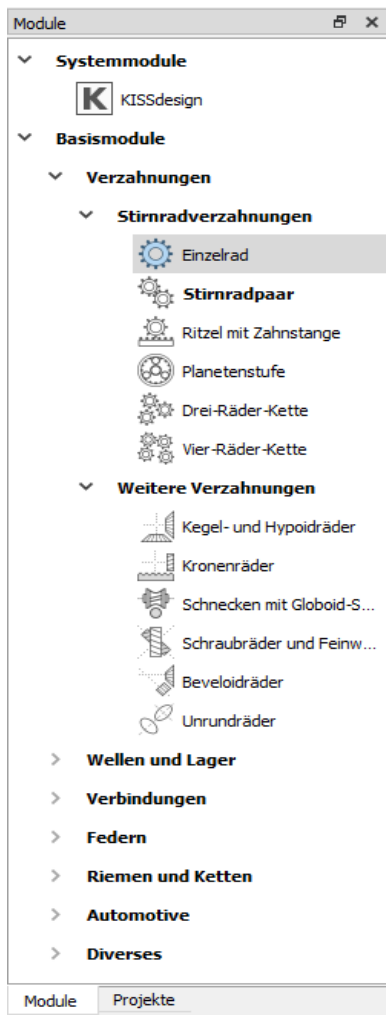 Module
Systemmodule
K KISSdesign
Basismodule
Verzahnungen
Stirnradverzahnungen
Einzelrad
Stirnradpaar
Ritzel mit Zahnstange
Planetenstufe
Drei-Räder-Kette
Vier-Räder-Kette
Weitere Verzahnungen
Kegel- und Hypoidräder
Kronenräder
Schnecken mit Globoid-S...
Schraubräder und Feinw...
Beveloidräder
Unrundräder
Wellen und Lager
Verbindungen
Federn
Riemen und Ketten
Automotive
Diverses
Module Projekte